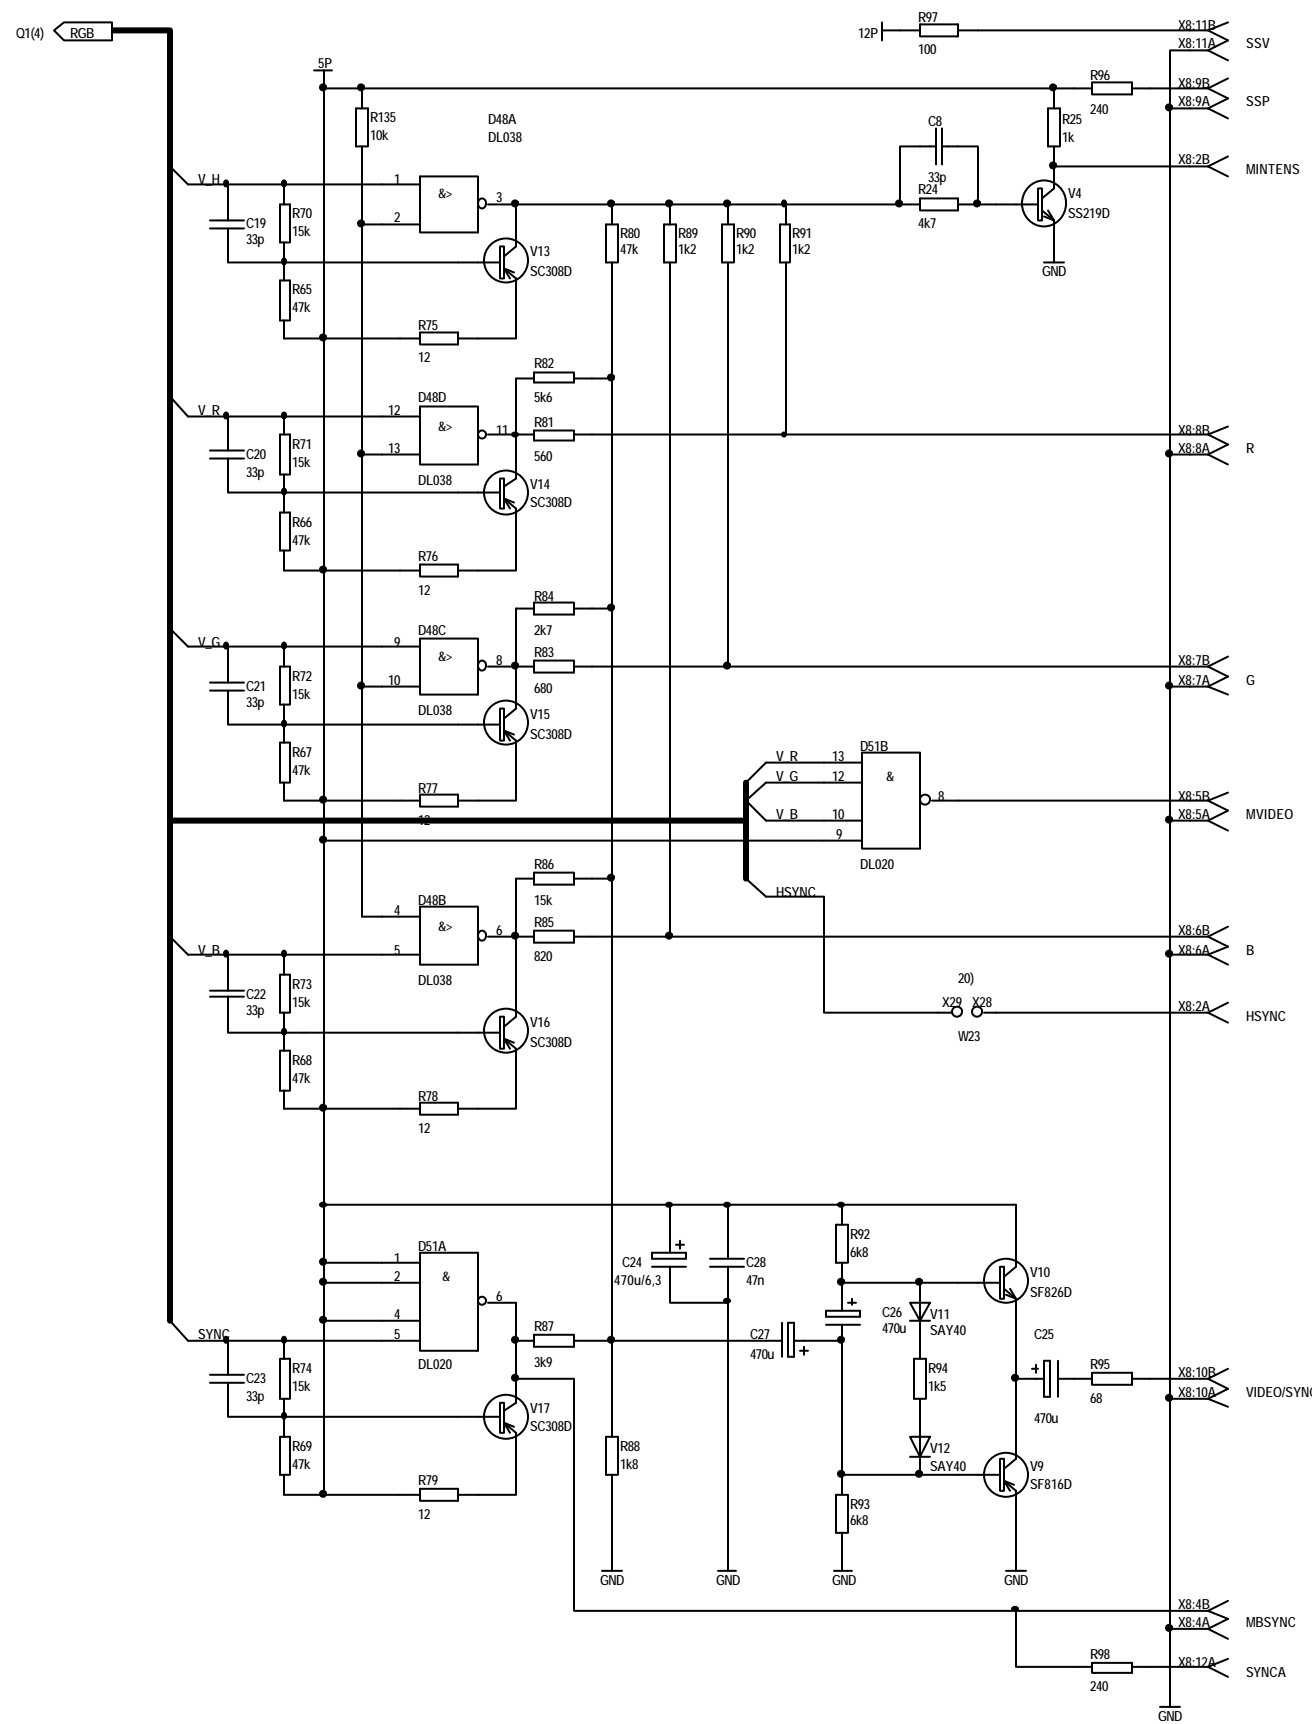 Q1(4) RGB
12P R97 100 X8:11B
X8:11A SSV
5P
R96 240 X8:9B
X8:9A SSP
R135 10k
D48A DL038
C8 33p
R25 1k
X8:2B MINTENS
V_H
1 &> 3
2
C19 33p
R70 15k
R24 4k7
V4 SS219D
GND
R80 47k
R89 1k2
R90 1k2
R91 1k2
V13 SC308D
R65 47k
R75 12
R82 5k6
D48D
V_R
12 &> 11
13
R81 560
X8:8B
X8:8A R
C20 33p
R71 15k
DL038
V14 SC308D
R66 47k
R76 12
R84 2k7
D48C
V_G
9 &> 8
10
R83 680
X8:7B
X8:7A G
C21 33p
R72 15k
DL038
V15 SC308D
R67 47k
R77 12
D51B
V_R 13
V_G 12 &
V_B 10
9
8
DL020
X8:5B
X8:5A MVIDEO
HSYNC
R86 15k
D48B
4 &> 6
5
V_B
R85 820
X8:6B
X8:6A B
C22 33p
R73 15k
DL038
20)
X29 X28
W23
X8:2A HSYNC
V16 SC308D
R68 47k
R78 12
D51A
1
2 &
4
5
6
DL020
SYNC
C24 470u/6,3 +
C28 47n
R92 6k8
V10 SF826D
C26 470u +
V11 SAY40
R87 3k9
C27 470u +
C23 33p
R74 15k
R94 1k5
C25 470u +
R95 68
X8:10B
X8:10A VIDEO/SYN
V17 SC308D
R69 47k
R88 1k8
V12 SAY40
V9 SF816D
R79 12
R93 6k8
GND GND GND GND
X8:4B
X8:4A MBSYNC
R98 240 X8:12A SYNCA
GND